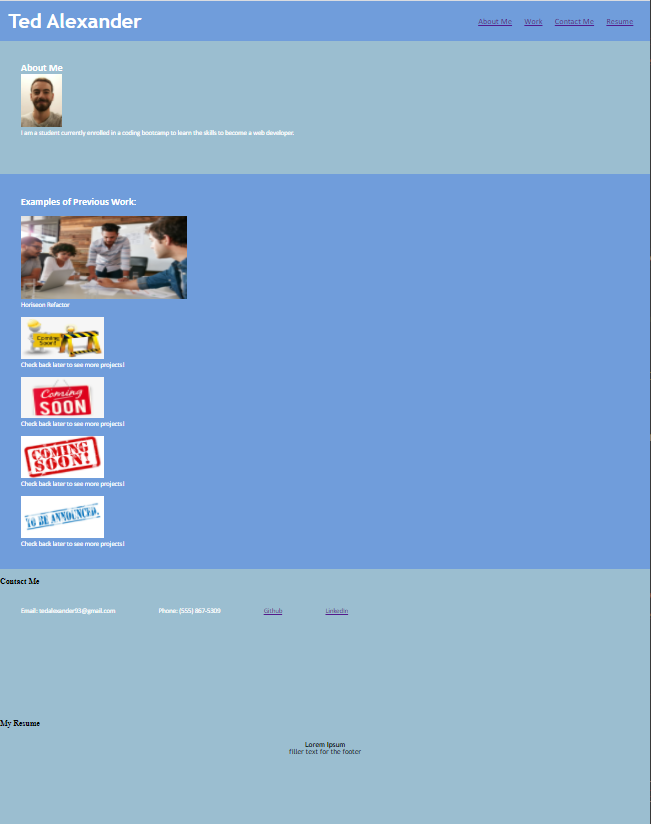 Ted Alexander
About Me Work Contact Me Resume
About Me
I am a student currently enrolled in a coding bootcamp to learn the skills to become a web developer.
Examples of Previous Work:
Horiseon Refactor
Coming
Soon!
Check back later to see more projects!
Coming
SOON
Check back later to see more projects!
COMING
SOON!
Check back later to see more projects!
TO BE ANNOUNCED.
Check back later to see more projects!
Contact Me
Email: tedalexander93@gmail.com Phone: (555) 867-5309 Github LinkedIn
My Resume
Lorem Ipsum
filler text for the footer